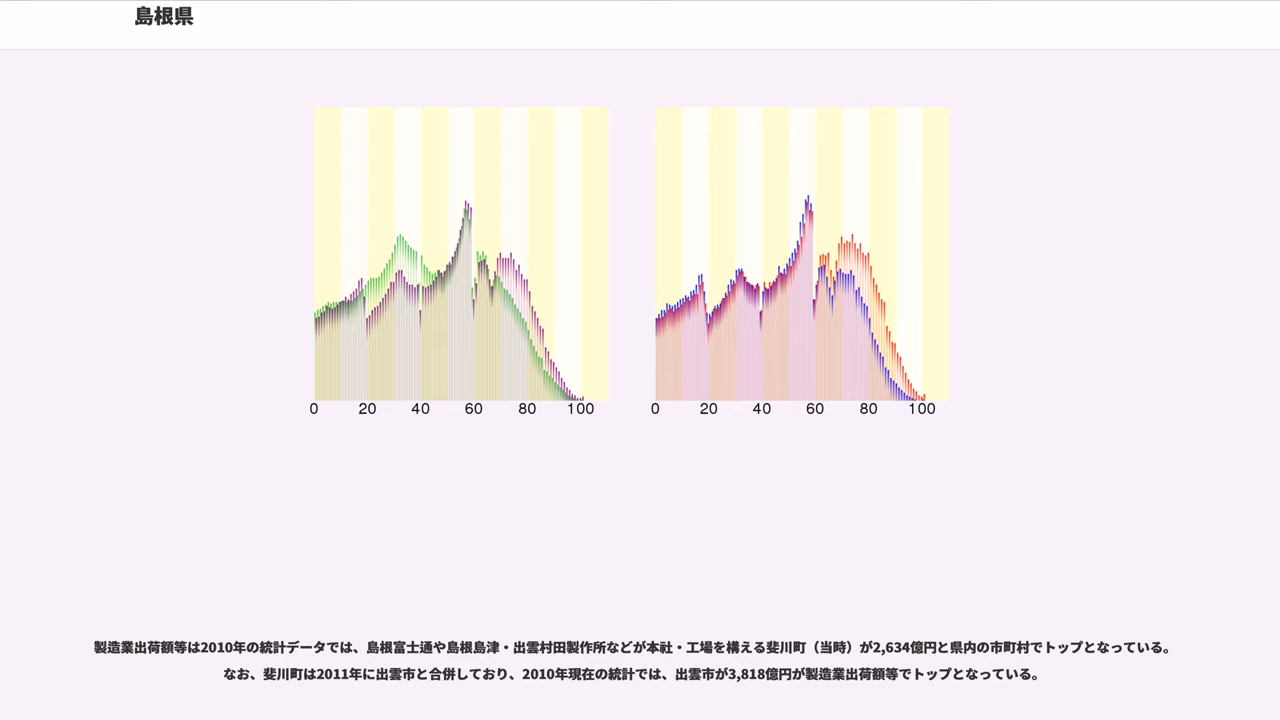 島根県
0 20 40 60 80 100
0 20 40 60 80 100
製造業出荷額等は2010年の統計データでは、島根富士通や島根島津・出雲村田製作所などが本社・工場を構える斐川町（当時）が2,634億円と県内の市町村でトップとなっている。
なお、斐川町は2011年に出雲市と合併しており、2010年現在の統計では、出雲市が3,818億円が製造業出荷額等でトップとなっている。